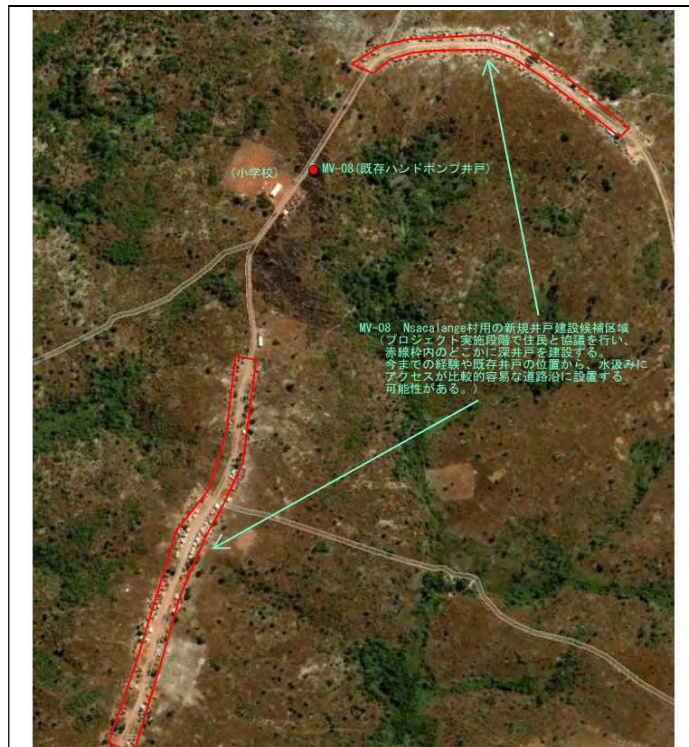 (小学校)
MV-08(既存ハンドポンプ井戸)
MV-08 Nsacalange村用の新規井戸建設候補区域
(プロジェクト実施段階で住民と協議を行い、
赤線枠内のどこかに深井戸を建設する。
今までの経験や既存井戸の位置から、水汲みに
アクセスが比較的容易な道路沿に設置する
可能性がある。)